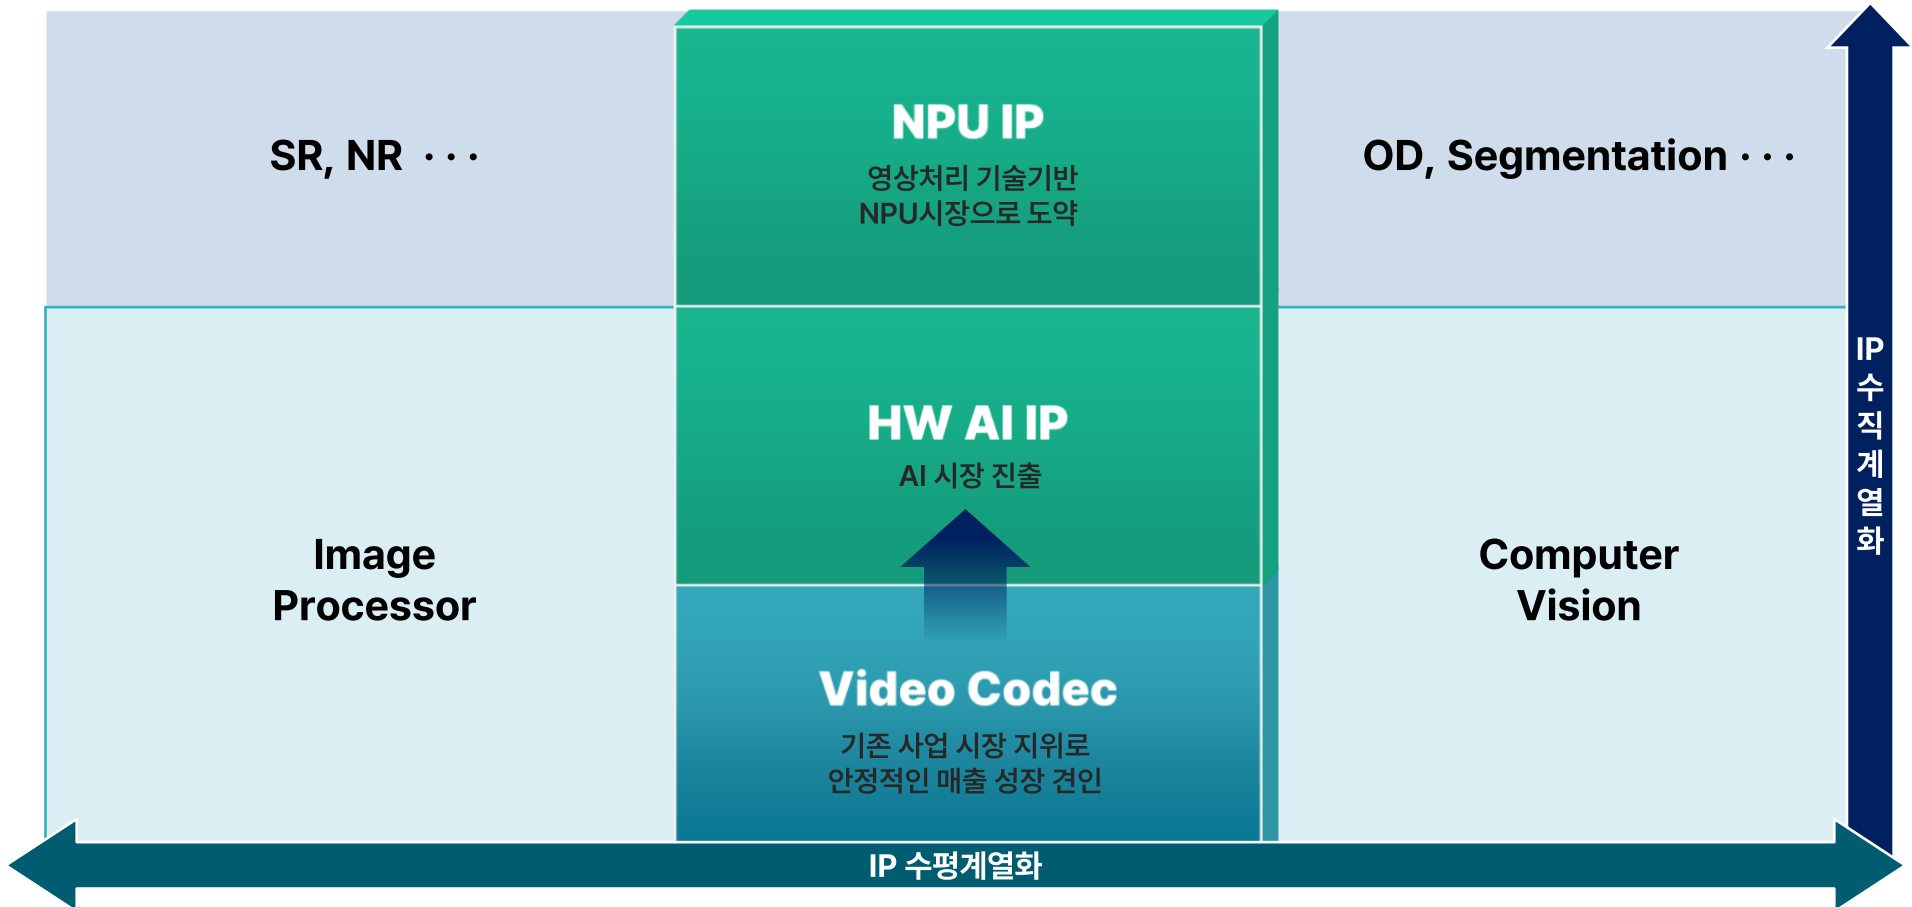 SR, NR ···
NPU IP
영상처리 기술기반
NPU시장으로 도약
OD, Segmentation ···
HW AI IP
AI 시장 진출
Image
Processor
Computer
Vision
Video Codec
기존 사업 시장 지위로
안정적인 매출 성장 견인
IP 수직계열화
IP 수평계열화